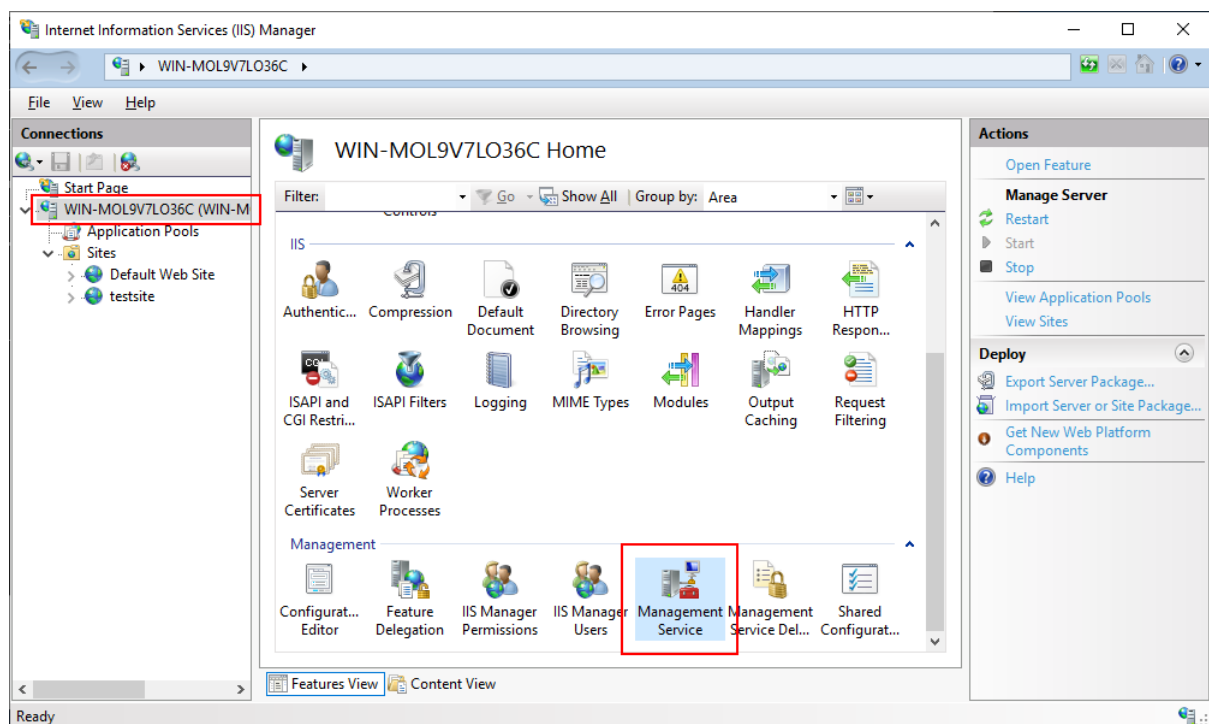 Internet Information Services (IIS) Manager
WIN-MOL9V7LO36C
File View Help
Connections
Start Page
WIN-MOL9V7LO36C (WIN-M
Application Pools
Sites
Default Web Site
testsite
WIN-MOL9V7LO36C Home
Filter: Go Show All Group by: Area
Controls
IIS
Authentic... Compression Default Document Directory Browsing Error Pages Handler Mappings HTTP Respon...
ISAPI and CGI Restri... ISAPI Filters Logging MIME Types Modules Output Caching Request Filtering
Server Certificates Worker Processes
Management
Configurat... Editor Feature Delegation IIS Manager Permissions IIS Manager Users Management Service Management Service Del... Shared Configurat...
Features View Content View
Actions
Open Feature
Manage Server
Restart
Start
Stop
View Application Pools
View Sites
Deploy
Export Server Package...
Import Server or Site Package...
Get New Web Platform
Components
Help
Ready